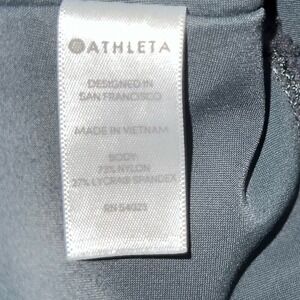 ATHLETA
DESIGNED IN
SAN FRANCISCO
MADE IN VIETNAM
BODY:
73% NYLON
27% LYCRA® SPANDEX
RN 54023